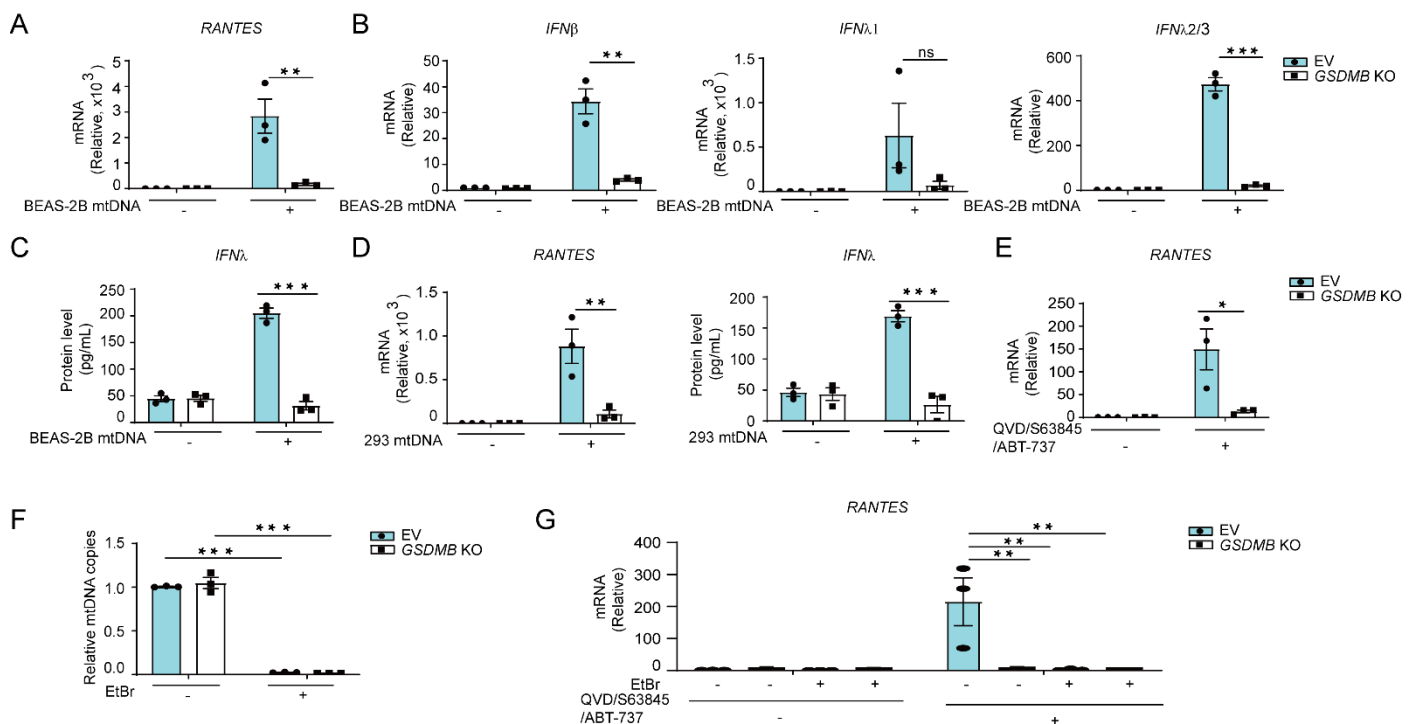 A
RANTES
mRNA
(Relative, x10³)
5
4
3
2
1
0
**
BEAS-2B mtDNA
-
+
B
IFNβ
mRNA
(Relative)
50
40
30
20
10
0
**
BEAS-2B mtDNA
-
+
IFNλ1
mRNA
(Relative, x10³)
1.5
1.0
0.5
0
ns
BEAS-2B mtDNA
-
+
IFNλ2/3
mRNA
(Relative)
600
400
200
0
***
BEAS-2B mtDNA
-
+
EV
GSDMB KO
C
IFNλ
Protein level
(pg/mL)
250
200
150
100
50
0
***
BEAS-2B mtDNA
-
+
D
RANTES
mRNA
(Relative, x10³)
1.5
1.0
0.5
0
**
293 mtDNA
-
+
IFNλ
Protein level
(pg/mL)
200
150
100
50
0
***
293 mtDNA
-
+
E
RANTES
mRNA
(Relative)
250
200
150
100
50
0
*
QVD/S63845
/ABT-737
-
+
EV
GSDMB KO
F
Relative mtDNA copies
1.5
1.0
0.5
0.0
***
***
EtBr
-
+
EV
GSDMB KO
G
RANTES
mRNA
(Relative)
400
300
200
100
0
**
**
**
EtBr
- - + + - - + +
QVD/S63845
/ABT-737
-
+
EV
GSDMB KO